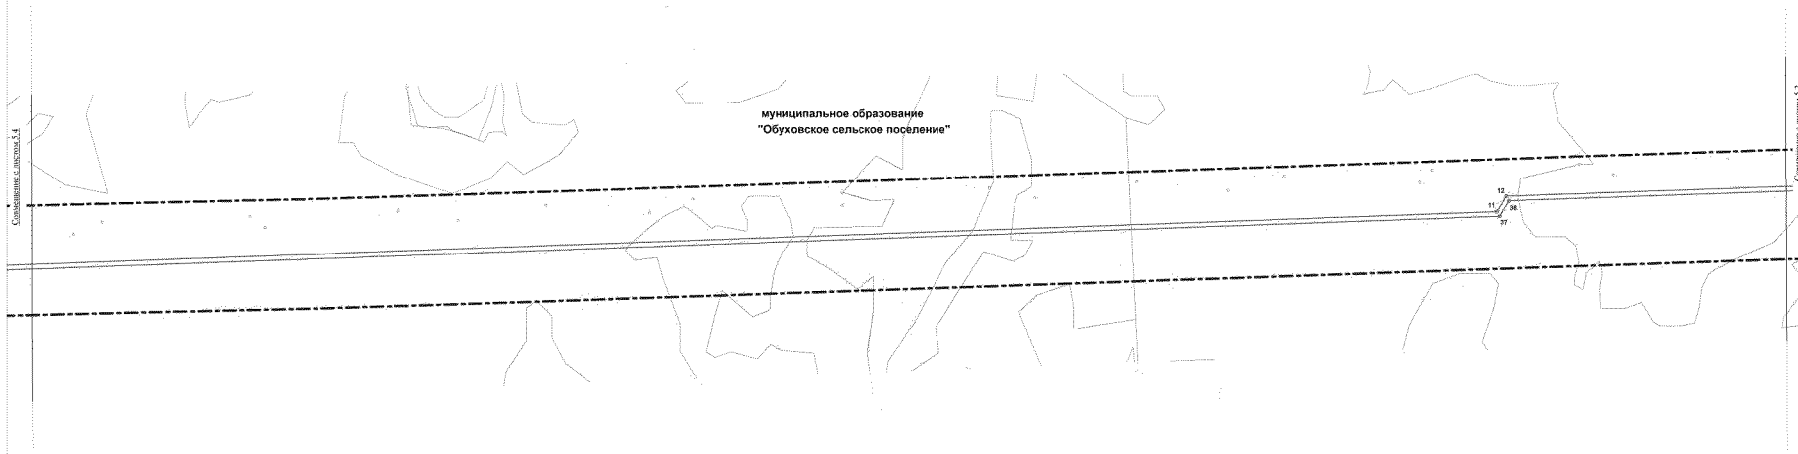 муниципальное образование
"Обуховское сельское поселение"
Совмещение с листом 5.4
12
11
38
37